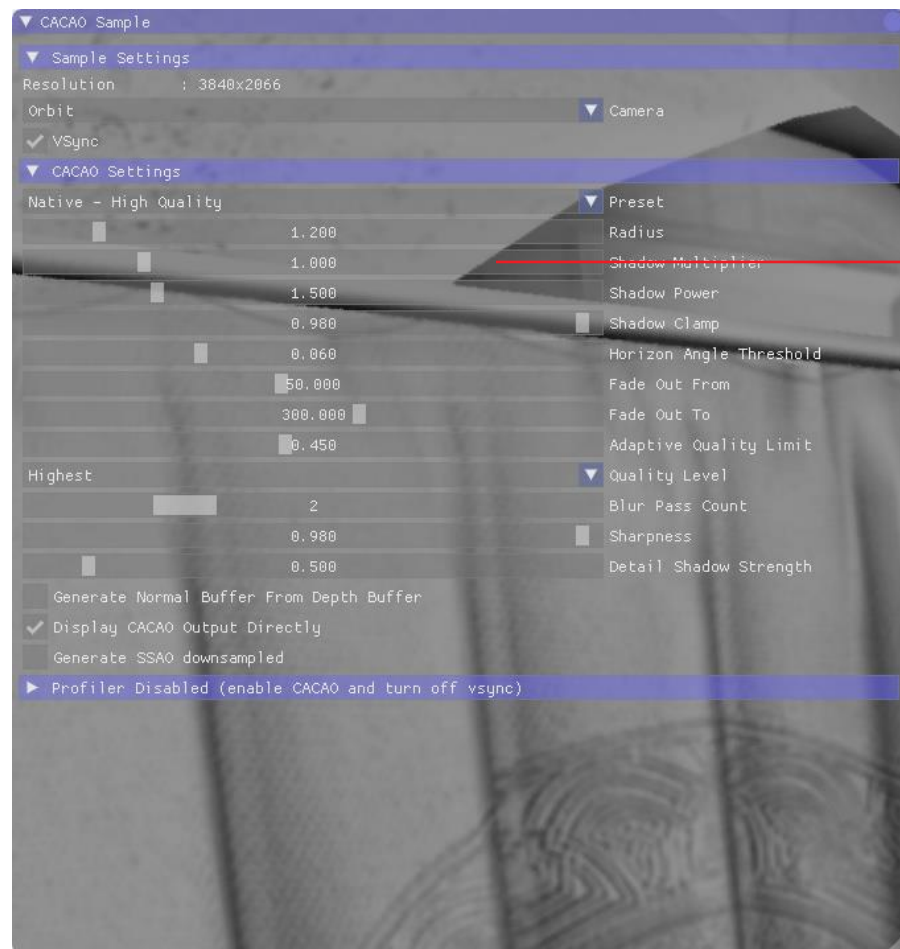 CACAO Sample
Sample Settings
Resolution : 3840x2066
Orbit Camera
VSync
CACAO Settings
Native - High Quality Preset
1.200 Radius
1.000 Shadow Multiplier
1.500 Shadow Power
0.980 Shadow Clamp
0.060 Horizon Angle Threshold
50.000 Fade Out From
300.000 Fade Out To
0.450 Adaptive Quality Limit
Highest Quality Level
2 Blur Pass Count
0.980 Sharpness
0.500 Detail Shadow Strength
Generate Normal Buffer From Depth Buffer
Display CACAO Output Directly
Generate SSAO downsampled
Profiler Disabled (enable CACAO and turn off vsync)